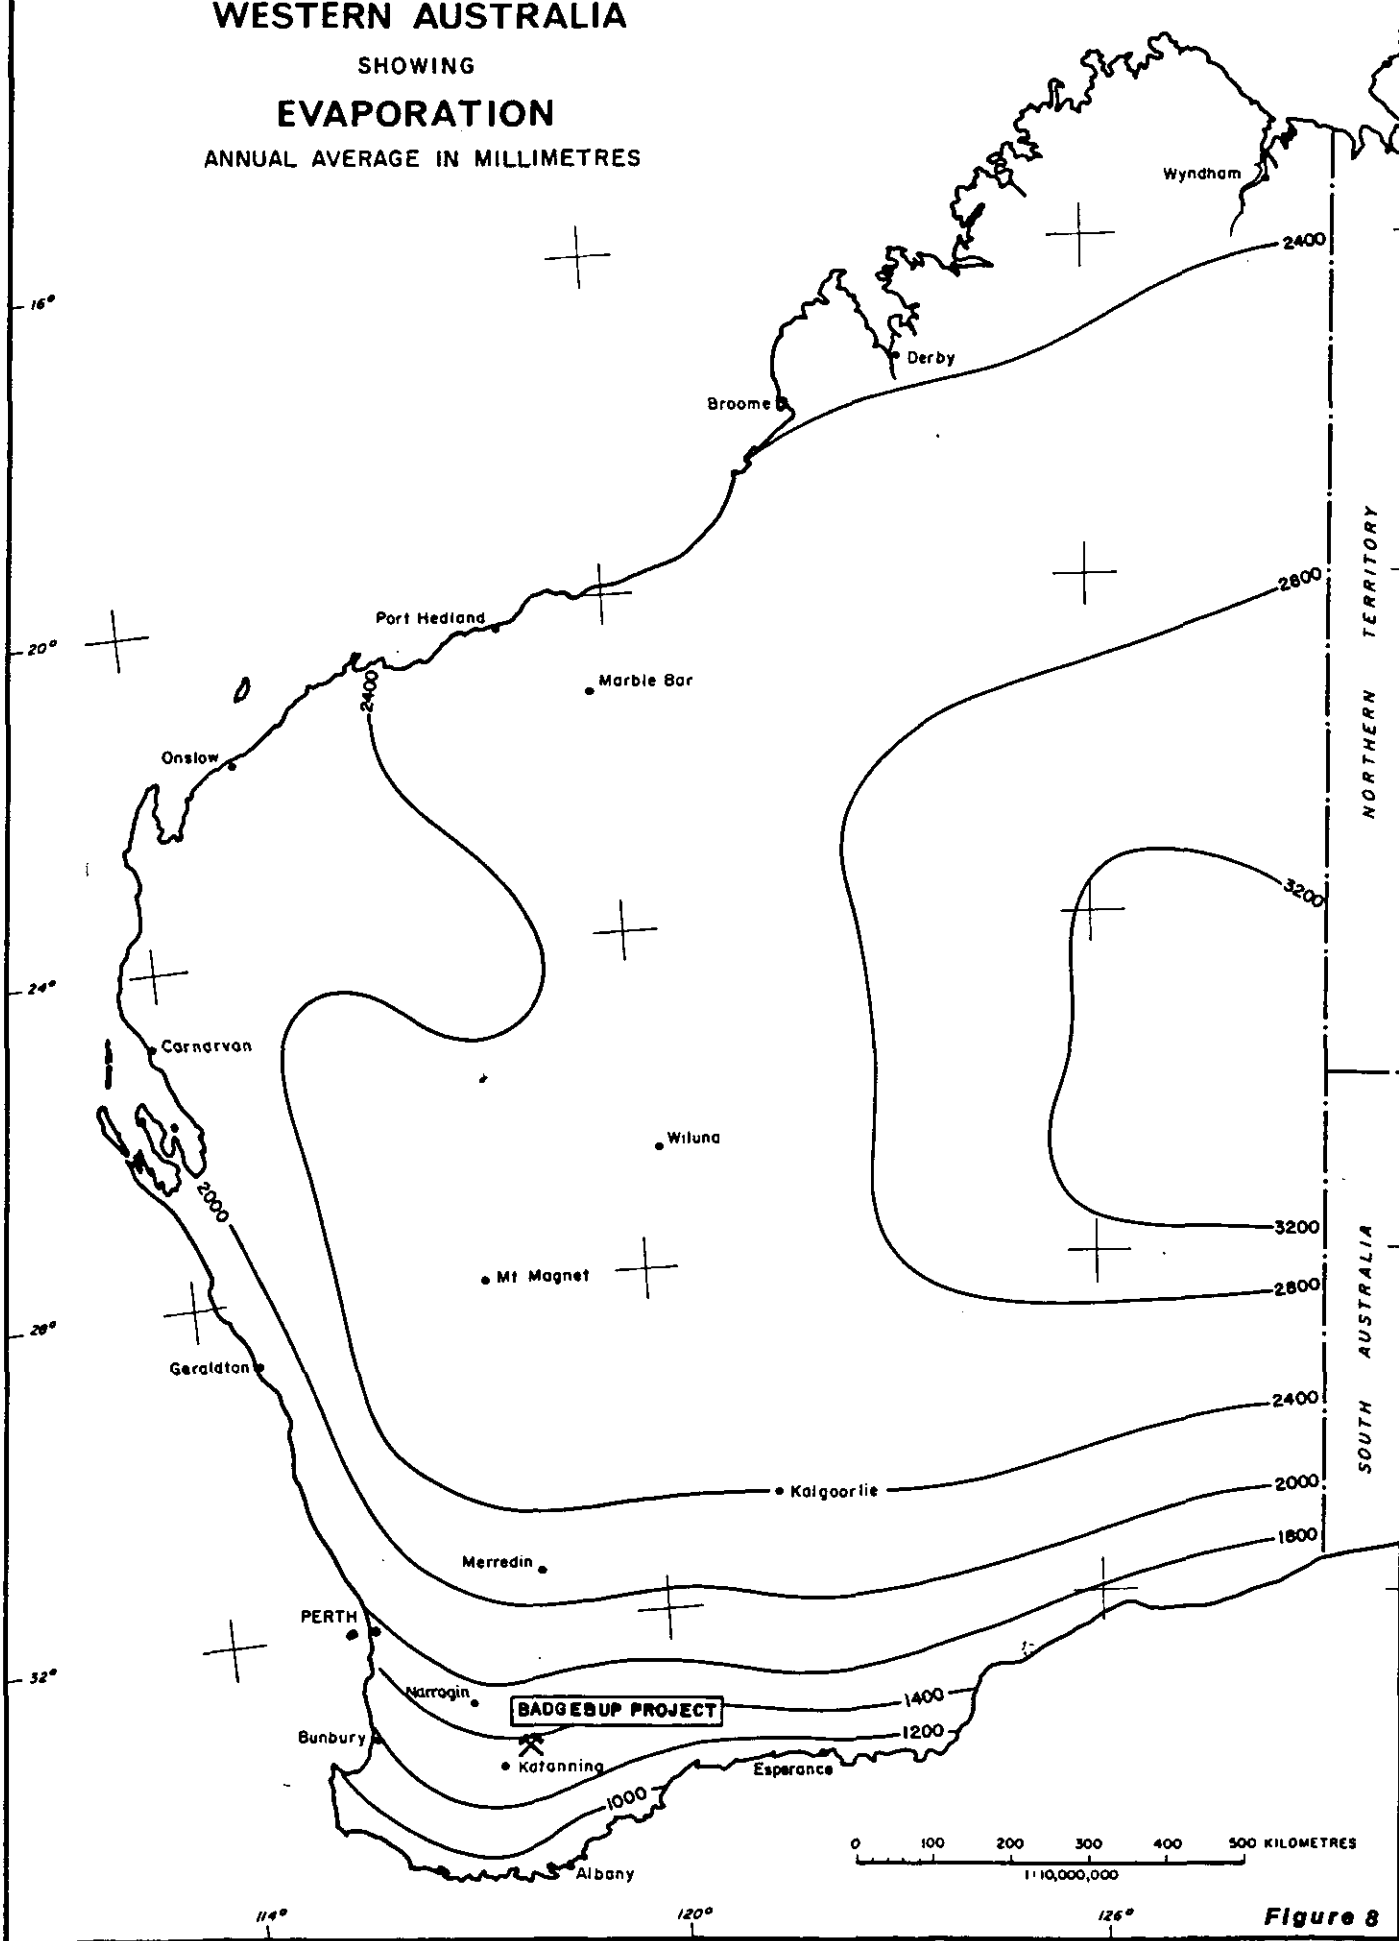 WESTERN AUSTRALIA
SHOWING
EVAPORATION
ANNUAL AVERAGE IN MILLIMETRES
Wyndham
2400
16°
Derby
Broome
2800
NORTHERN TERRITORY
Port Hedland
20°
Marble Bar
2400
Onslow
3200
24°
Carnarvan
Wiluna
2000
3200
Mt Magnet
2800
28°
Geraldton
SOUTH AUSTRALIA
2400
Kalgoorlie
2000
1800
Merredin
PERTH
32°
Narrogin
1400
BADGEBUP PROJECT
1200
Bunbury
Katanning
Esperance
1000
0 100 200 300 400 500 KILOMETRES
1:10,000,000
Albany
114° 120° 126°
Figure 8